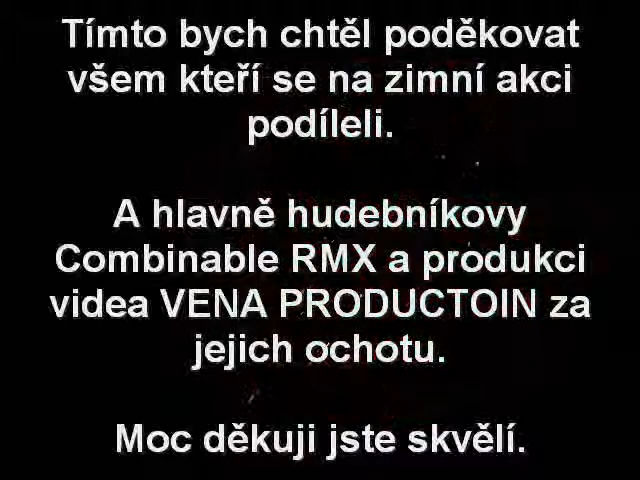 Tímto bych chtěl poděkovat
všem kteří se na zimní akci
podíleli.
A hlavně hudebníkovy
Combinable RMX a produkci
videa VENA PRODUCTOIN za
jejich ochotu.
Moc děkuji jste skvělí.